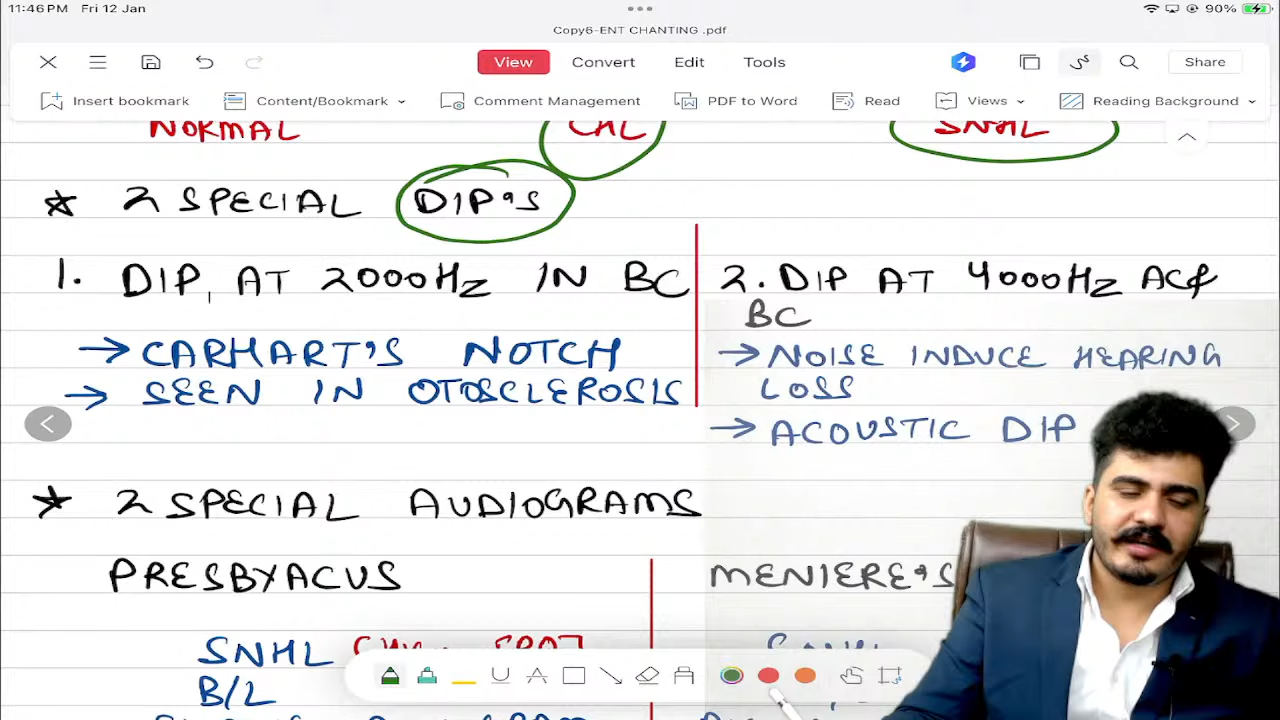 11:46 PM Fri 12 Jan
90%
Copy6-ENT CHANTING .pdf
View Convert Edit Tools Share
Insert bookmark Content/Bookmark Comment Management PDF to Word Read Views Reading Background
NORMAL CHL SNHL
2 SPECIAL DIP'S
1. DIP AT 2000HZ IN BC
→ CARHART'S NOTCH
→ SEEN IN OTOSCLEROSIS
2. DIP AT 4000HZ AC&
BC
→ NOISE INDUCE HEARING
LOSS
→ ACOUSTIC DIP
2 SPECIAL AUDIOGRAMS
PRESBYACUS
SNHL
B/L
MENIERE'S